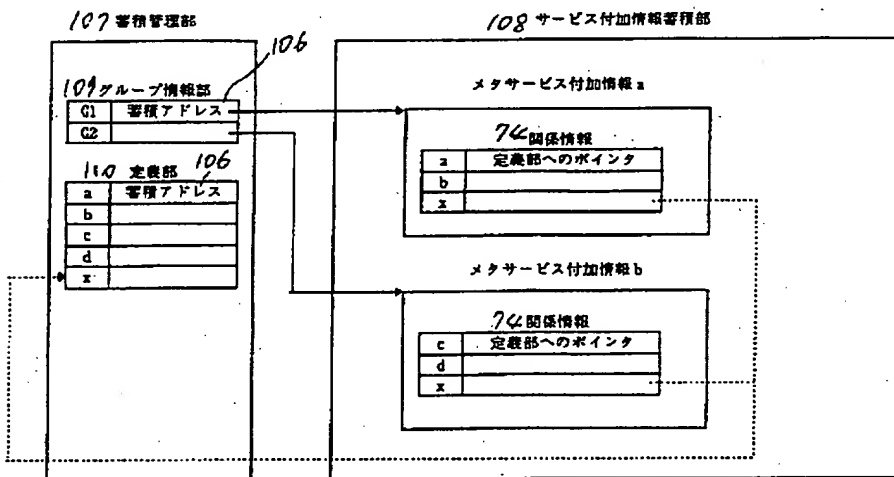 107 蓄積管理部
108 サービス付加情報蓄積部
106
109 グループ情報部
G1 蓄積アドレス
G2
110 定義部
106
a 蓄積アドレス
b
c
d
x
メタサービス付加情報a
74 関係情報
a 定義部へのポインタ
b
x
メタサービス付加情報b
74 関係情報
c 定義部へのポインタ
d
x